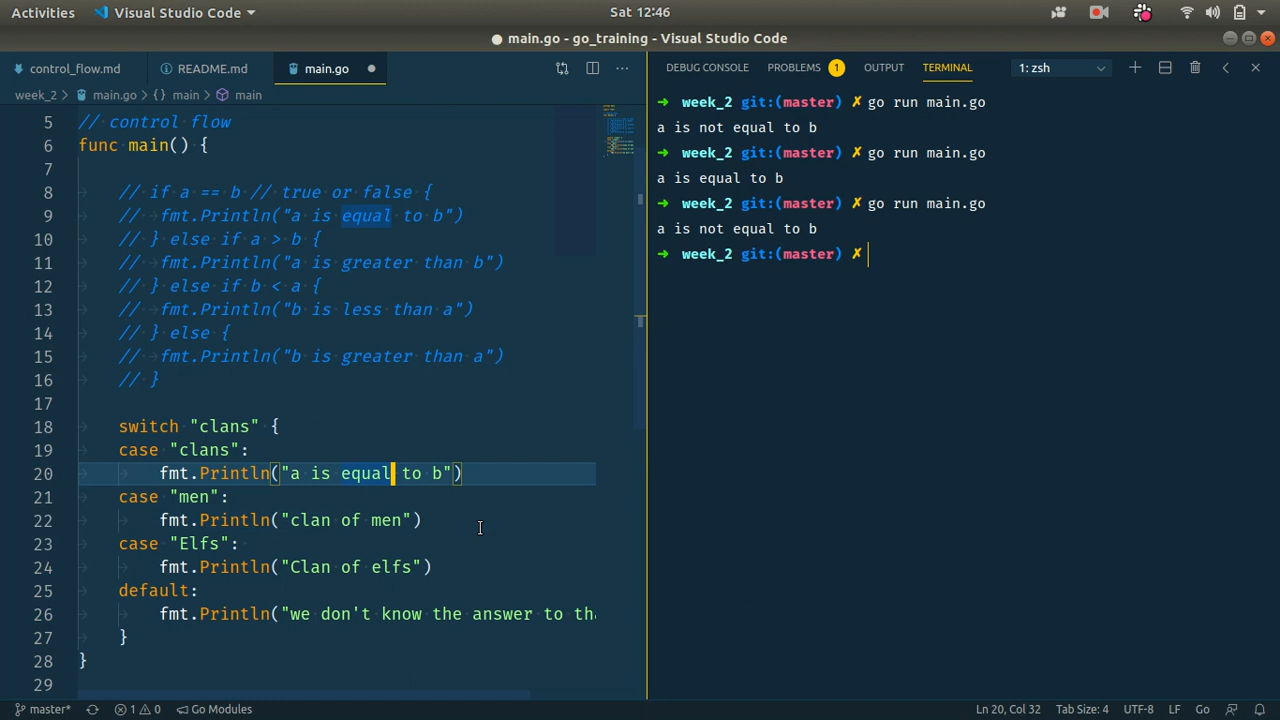 Activities Visual Studio Code Sat 12:46
● main.go - go_training - Visual Studio Code
control_flow.md README.md main.go ●
DEBUG CONSOLE PROBLEMS 1 OUTPUT TERMINAL 1: zsh
week_2 > main.go > {} main > main
5 // control flow
6 func main() {
7
8 // if a == b // true or false {
9 // fmt.Println("a is equal to b")
10 // } else if a > b {
11 // fmt.Println("a is greater than b")
12 // } else if b < a {
13 // fmt.Println("b is less than a")
14 // } else {
15 // fmt.Println("b is greater than a")
16 // }
17
18 switch "clans" {
19 case "clans":
20 fmt.Println("a is equal to b")
21 case "men":
22 fmt.Println("clan of men")
23 case "Elfs":
24 fmt.Println("Clan of elfs")
25 default:
26 fmt.Println("we don't know the answer to th
27 }
28 }
29
➜ week_2 git:(master) ✗ go run main.go
a is not equal to b
➜ week_2 git:(master) ✗ go run main.go
a is equal to b
➜ week_2 git:(master) ✗ go run main.go
a is not equal to b
➜ week_2 git:(master) ✗
master* 1 0 Go Modules Ln 20, Col 32 Tab Size: 4 UTF-8 LF Go